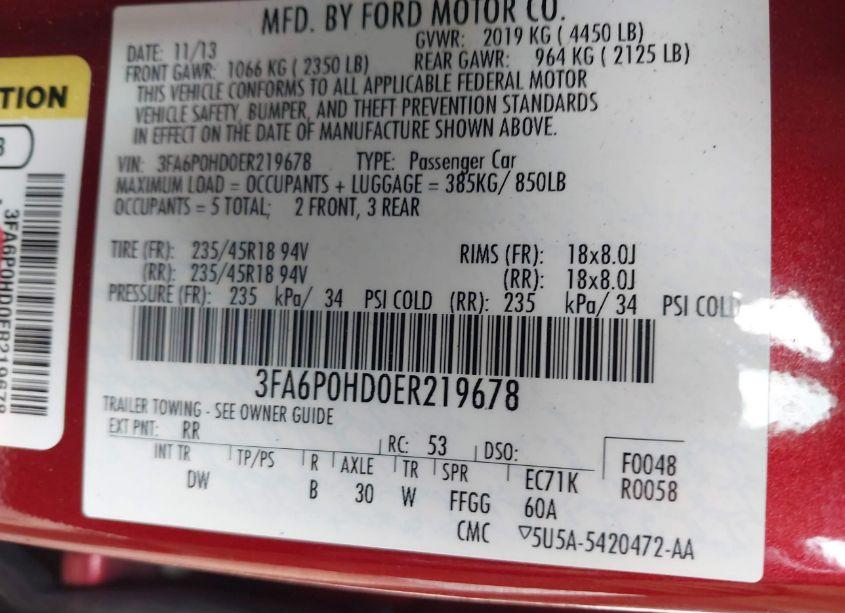 MFD. BY FORD MOTOR CO.
DATE: 11/13 GVWR: 2019 KG ( 4450 LB)
FRONT GAWR: 1066 KG ( 2350 LB) REAR GAWR: 964 KG ( 2125 LB)
THIS VEHICLE CONFORMS TO ALL APPLICABLE FEDERAL MOTOR
VEHICLE SAFETY, BUMPER, AND THEFT PREVENTION STANDARDS
IN EFFECT ON THE DATE OF MANUFACTURE SHOWN ABOVE.
VIN: 3FA6P0HD0ER219678 TYPE: Passenger Car
MAXIMUM LOAD = OCCUPANTS + LUGGAGE = 385KG/ 850LB
OCCUPANTS = 5 TOTAL; 2 FRONT, 3 REAR
TIRE (FR): 235/45R18 94V RIMS (FR): 18x8.0J
(RR): 235/45R18 94V (RR): 18x8.0J
PRESSURE (FR): 235 kPa/ 34 PSI COLD (RR): 235 kPa/ 34 PSI COLD
3FA6P0HD0ER219678
TRAILER TOWING - SEE OWNER GUIDE
EXT PNT: RR RC: 53 DSO: F0048
INT TR TP/PS R AXLE TR SPR EC71K R0058
DW B 30 W FFGG 60A
CMC ▽5U5A-5420472-AA
TION
3
3FA6P0HD0ER219678